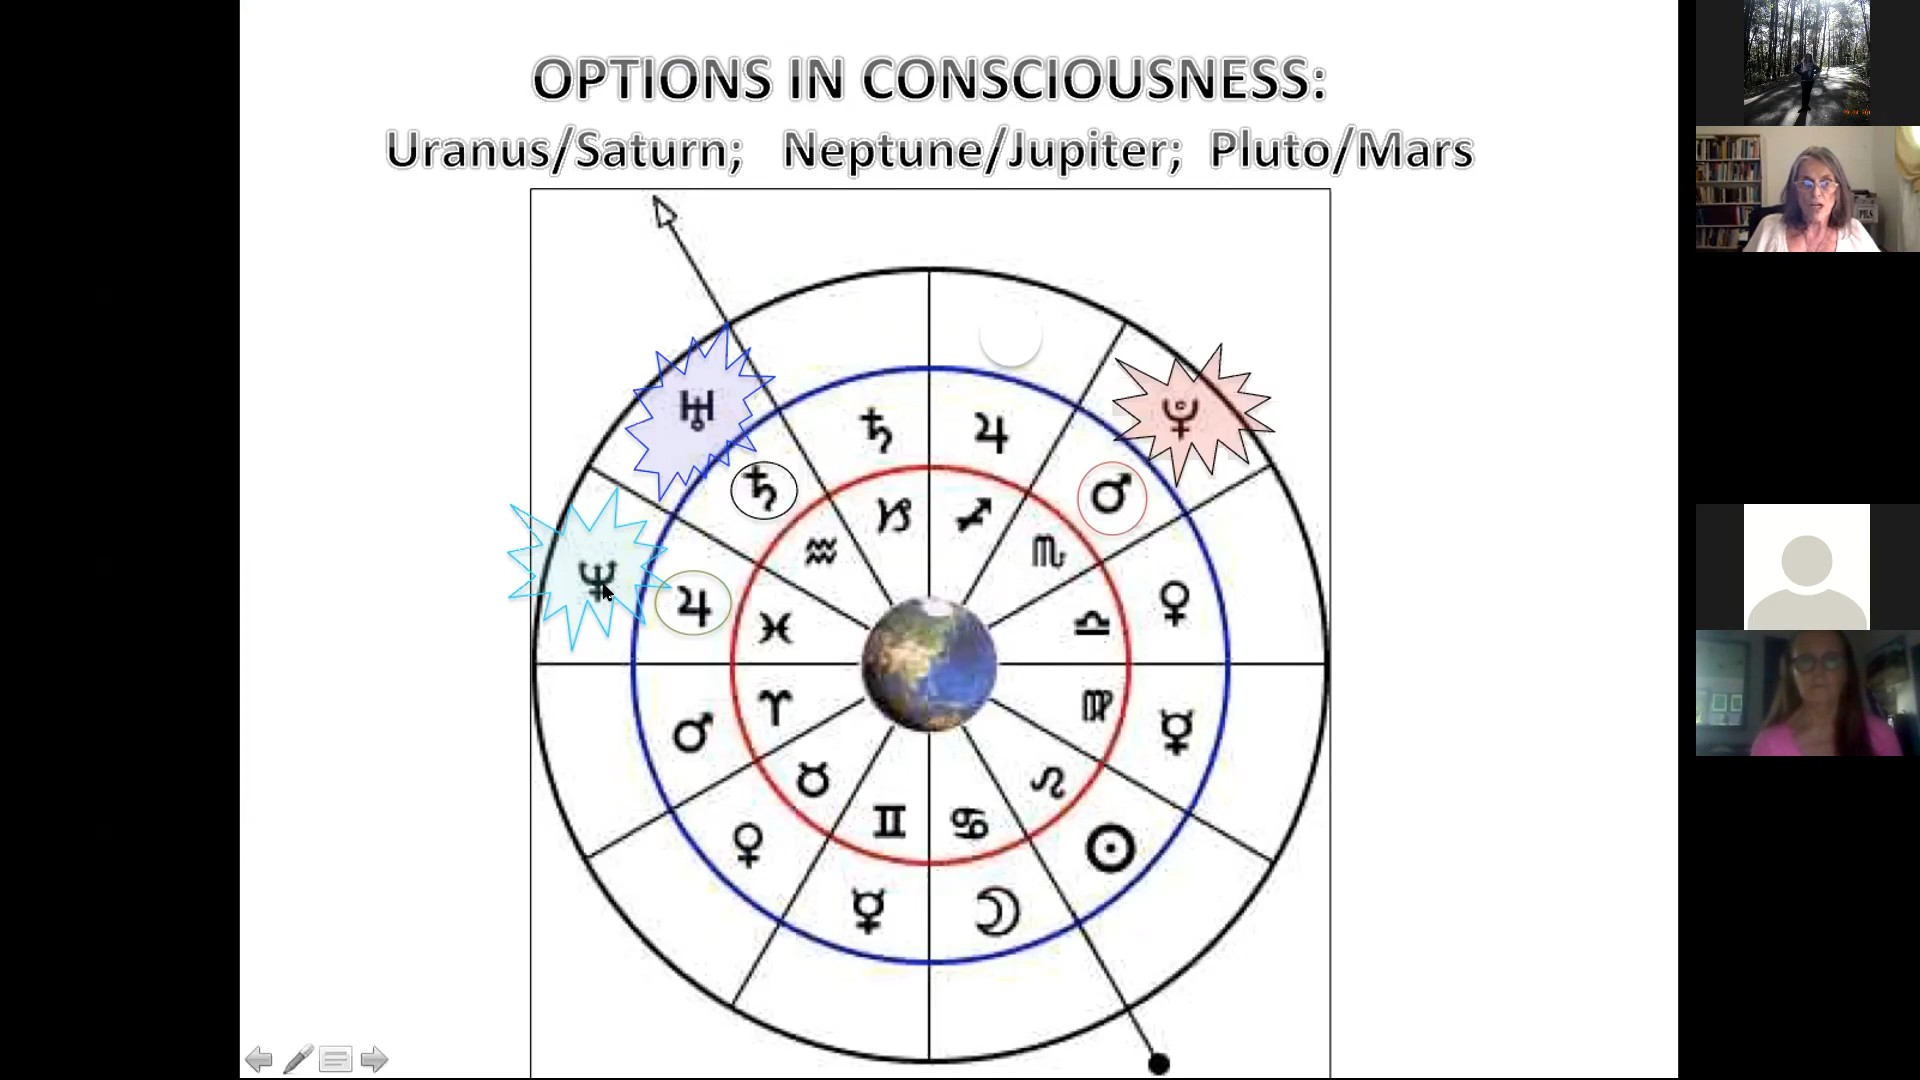 OPTIONS IN CONSCIOUSNESS:
Uranus/Saturn; Neptune/Jupiter; Pluto/Mars
♅ ♇
♄ ♃
♄ ♂
♑ ♐
♒ ♏
♆ ♃ ♓ ♎ ♀
♂ ♈ ♍ ☿
♉ ♌
♀ ♊ ♋ ☉
☿ ☽